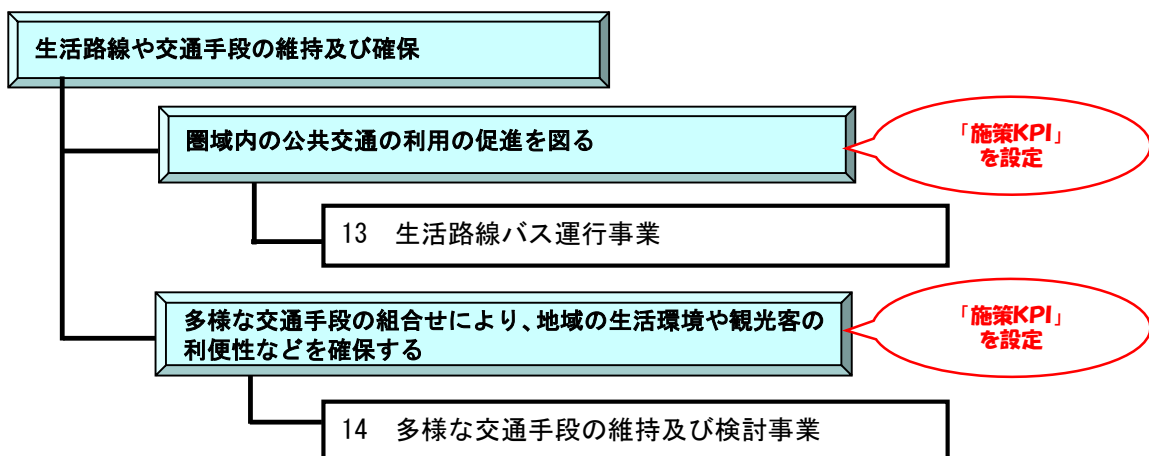 生活路線や交通手段の維持及び確保
圏域内の公共交通の利用の促進を図る
「施策KPI」
を設定
13 生活路線バス運行事業
多様な交通手段の組合せにより、地域の生活環境や観光客の
利便性などを確保する
「施策KPI」
を設定
14 多様な交通手段の維持及び検討事業